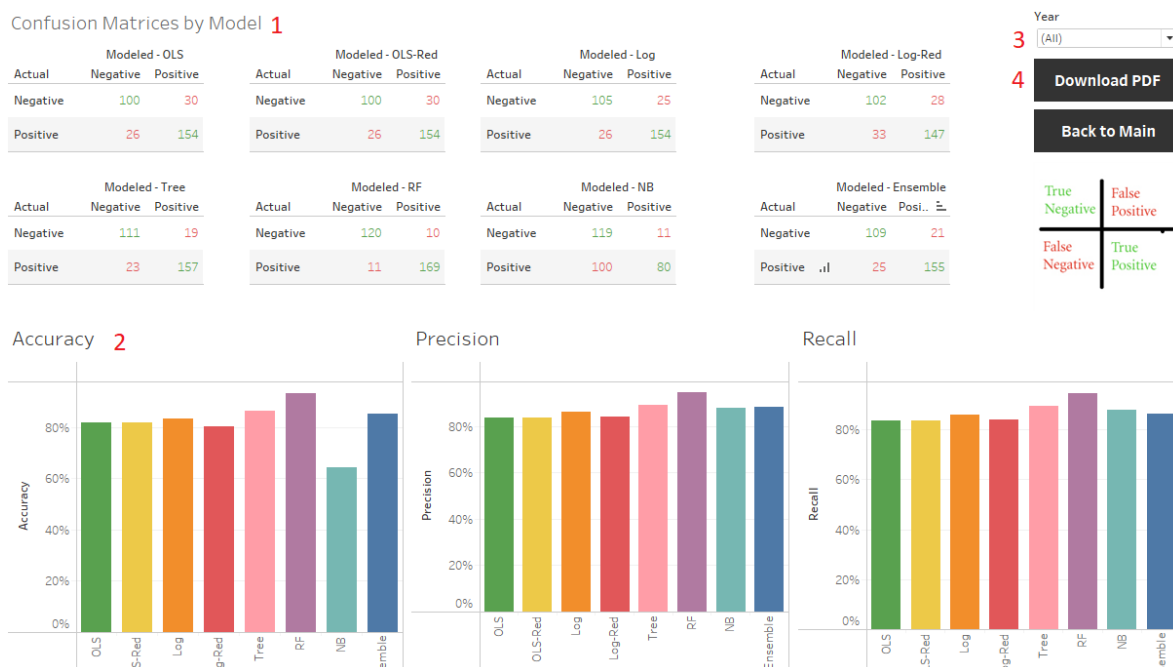 Confusion Matrices by Model 1
Modeled - OLS
Actual Negative Positive
Negative 100 30
Positive 26 154
Modeled - OLS-Red
Actual Negative Positive
Negative 100 30
Positive 26 154
Modeled - Log
Actual Negative Positive
Negative 105 25
Positive 26 154
Modeled - Log-Red
Actual Negative Positive
Negative 102 28
Positive 33 147
Year
3 (All)
4 Download PDF
Back to Main
Modeled - Tree
Actual Negative Positive
Negative 111 19
Positive 23 157
Modeled - RF
Actual Negative Positive
Negative 120 10
Positive 11 169
Modeled - NB
Actual Negative Positive
Negative 119 11
Positive 100 80
Modeled - Ensemble
Actual Negative Posi..
Negative 109 21
Positive 25 155
True Negative
False Positive
False Negative
True Positive
Accuracy 2
Accuracy
80%
60%
40%
20%
0%
OLS
S-Red
Log
g-Red
Tree
RF
NB
emble
Precision
Precision
80%
60%
40%
20%
0%
OLS
OLS-Red
Log
Log-Red
Tree
RF
NB
Ensemble
Recall
Recall
80%
60%
40%
20%
0%
OLS
S-Red
Log
g-Red
Tree
RF
NB
emble